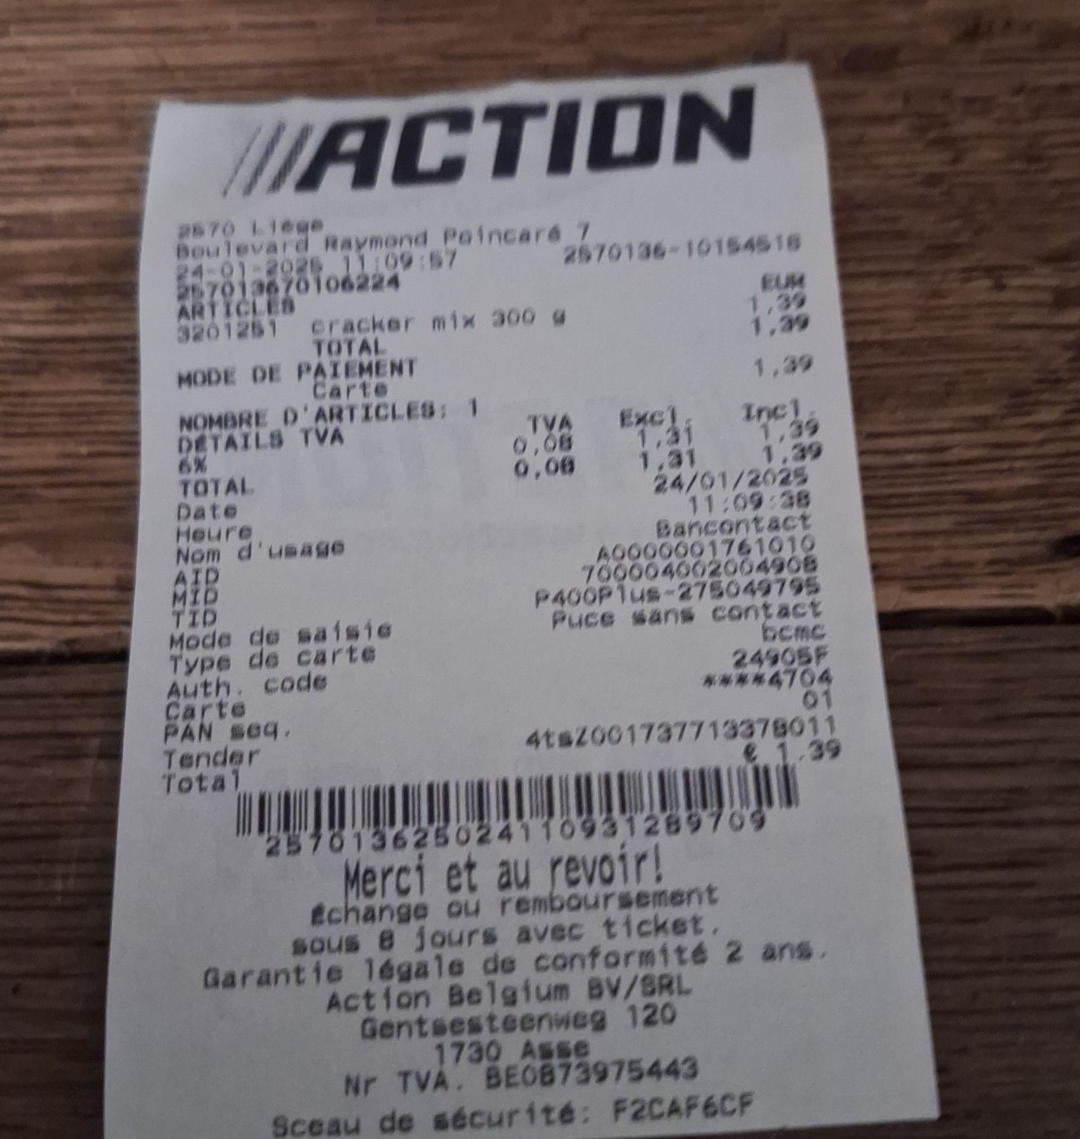 ACTION
2570 Liège
Boulevard Raymond Poincaré 7
24-01-2025 11:09:57 2570136-10154516
257013670106224
ARTICLES EUR
3201251 cracker mix 300 g 1,39
TOTAL 1,39
MODE DE PAIEMENT
Carte 1,39
NOMBRE D'ARTICLES: 1
DÉTAILS TVA TVA Excl. Incl.
6% 0,08 1,31 1,39
TOTAL 0,08 1,31 1,39
Date 24/01/2025
Heure 11:09:38
Nom d'usage Bancontact
AID A0000001761010
MID 700004002004908
TID P400Plus-275049795
Mode de saisie Puce sans contact
Type de carte bcmc
Auth. code 24905F
Carte ****4704
PAN seq. 01
Tender 4tsZ001737713378011
Total € 1.39
257013625024110931289709
Merci et au revoir!
Échange ou remboursement
sous 8 jours avec ticket.
Garantie légale de conformité 2 ans.
Action Belgium BV/SRL
Gentsesteenweg 120
1730 Asse
Nr TVA. BE0873975443
Sceau de sécurité: F2CAF6CF